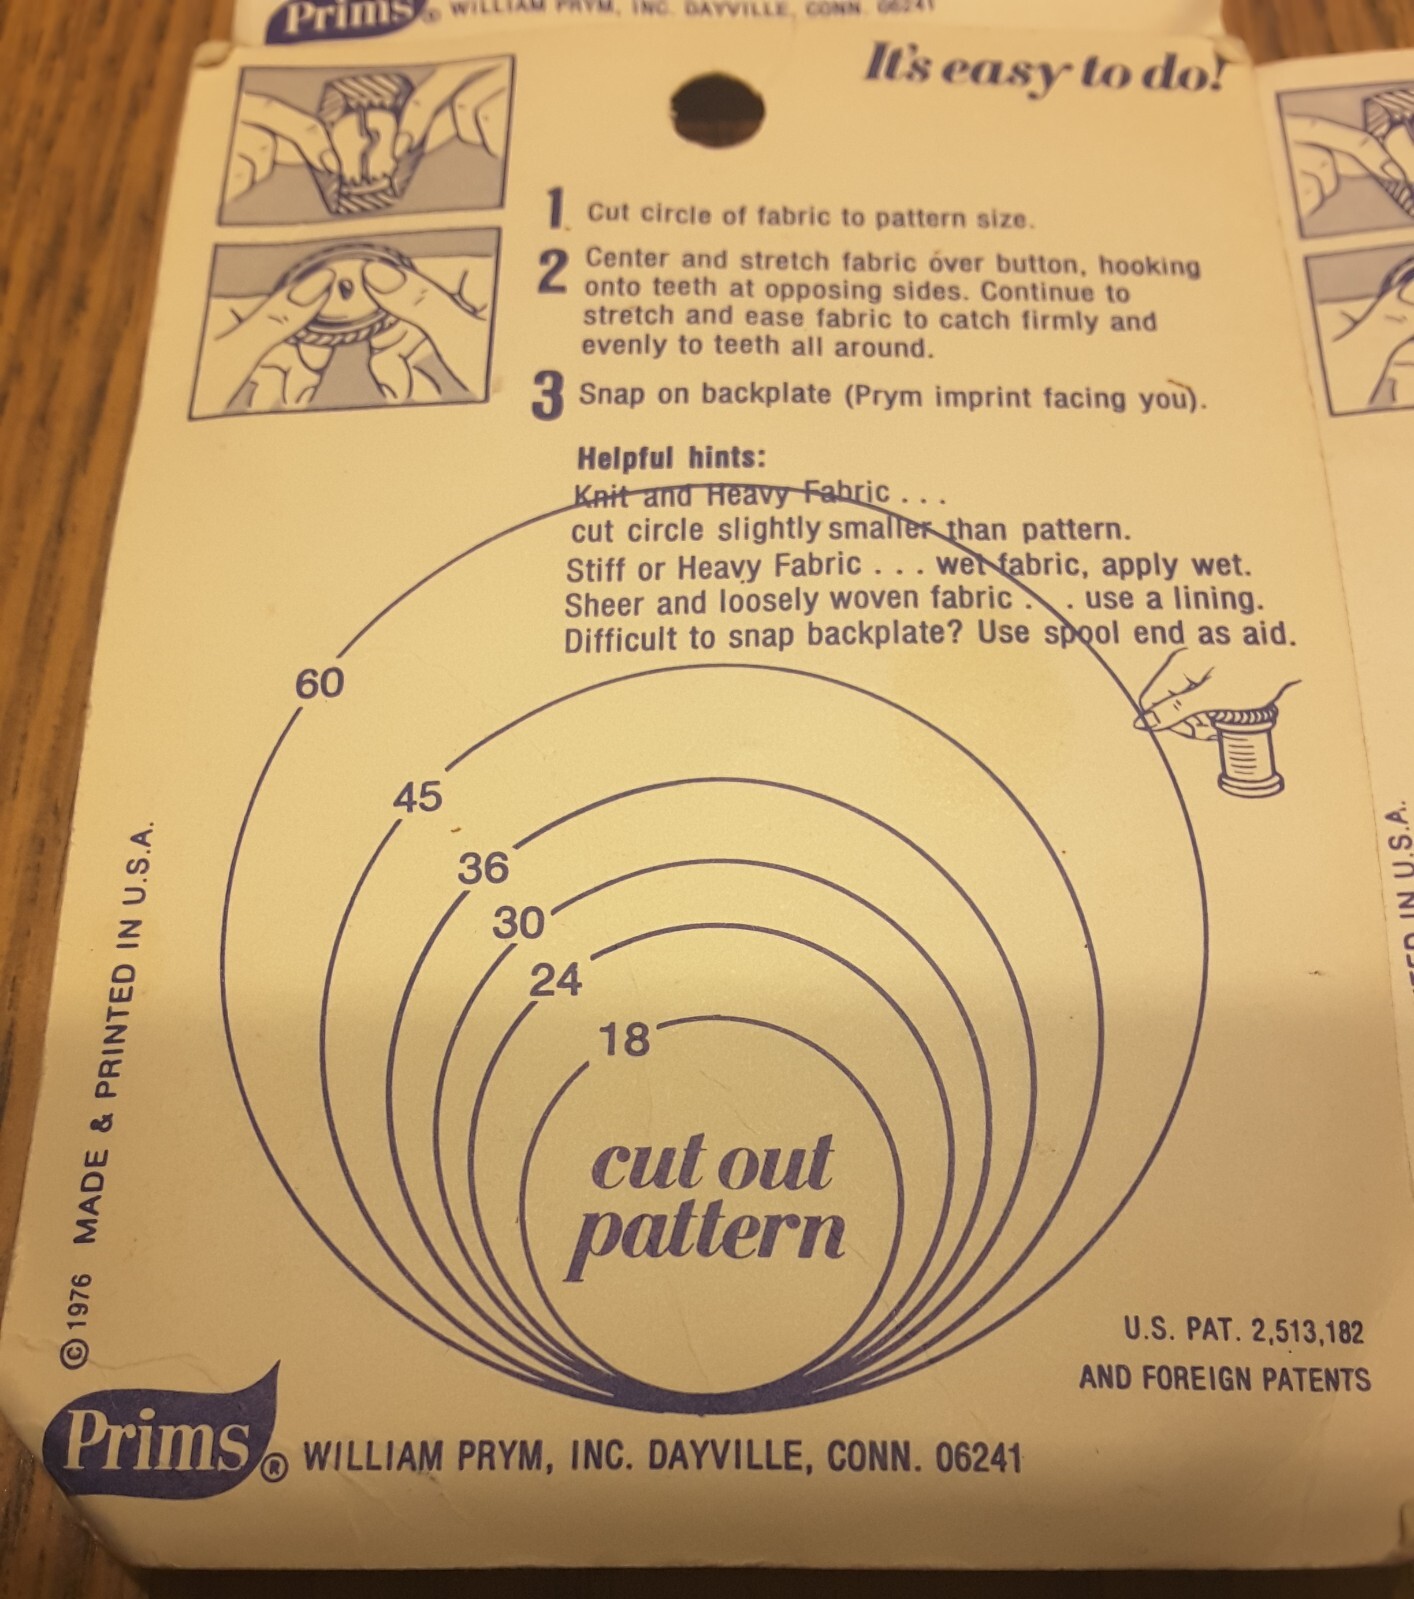 Prims ® WILLIAM PRYM, INC. DAYVILLE, CONN. 06241
It's easy to do!
1 Cut circle of fabric to pattern size.
2 Center and stretch fabric over button, hooking
onto teeth at opposing sides. Continue to
stretch and ease fabric to catch firmly and
evenly to teeth all around.
3 Snap on backplate (Prym imprint facing you).
Helpful hints:
Knit and Heavy Fabric . . .
cut circle slightly smaller than pattern.
Stiff or Heavy Fabric . . . wet fabric, apply wet.
Sheer and loosely woven fabric . . . use a lining.
Difficult to snap backplate? Use spool end as aid.
60
45
36
30
24
18
cut out
pattern
© 1976 MADE & PRINTED IN U.S.A.
U.S. PAT. 2,513,182
AND FOREIGN PATENTS
Prims ® WILLIAM PRYM, INC. DAYVILLE, CONN. 06241
IN U.S.A.